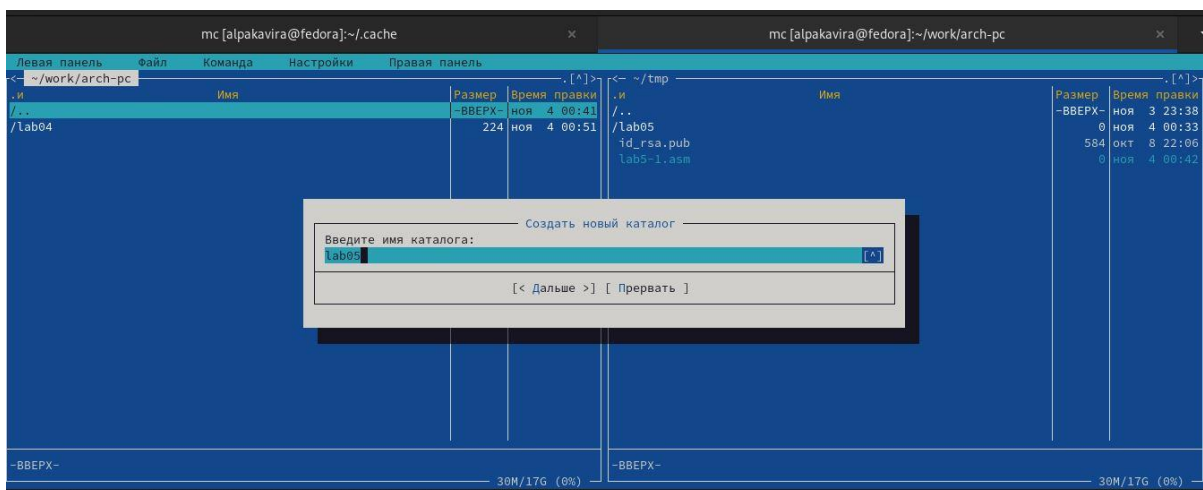 mc [alpakavira@fedora]:~/.cache × mc [alpakavira@fedora]:~/work/arch-pc ×
Левая панель Файл Команда Настройки Правая панель
<— ~/work/arch-pc .[^]> <— ~/tmp .[^]>
.и Имя Размер Время правки .и Имя Размер Время правки
/.. -ВВЕРХ- ноя 4 00:41 /.. -ВВЕРХ- ноя 3 23:38
/lab04 224 ноя 4 00:51 /lab05 0 ноя 4 00:33
id_rsa.pub 584 окт 8 22:06
lab5-1.asm 0 ноя 4 00:42
Создать новый каталог
Введите имя каталога:
lab05 [^]
[< Дальше >] [ Прервать ]
-ВВЕРХ- -ВВЕРХ-
30M/17G (0%) 30M/17G (0%)